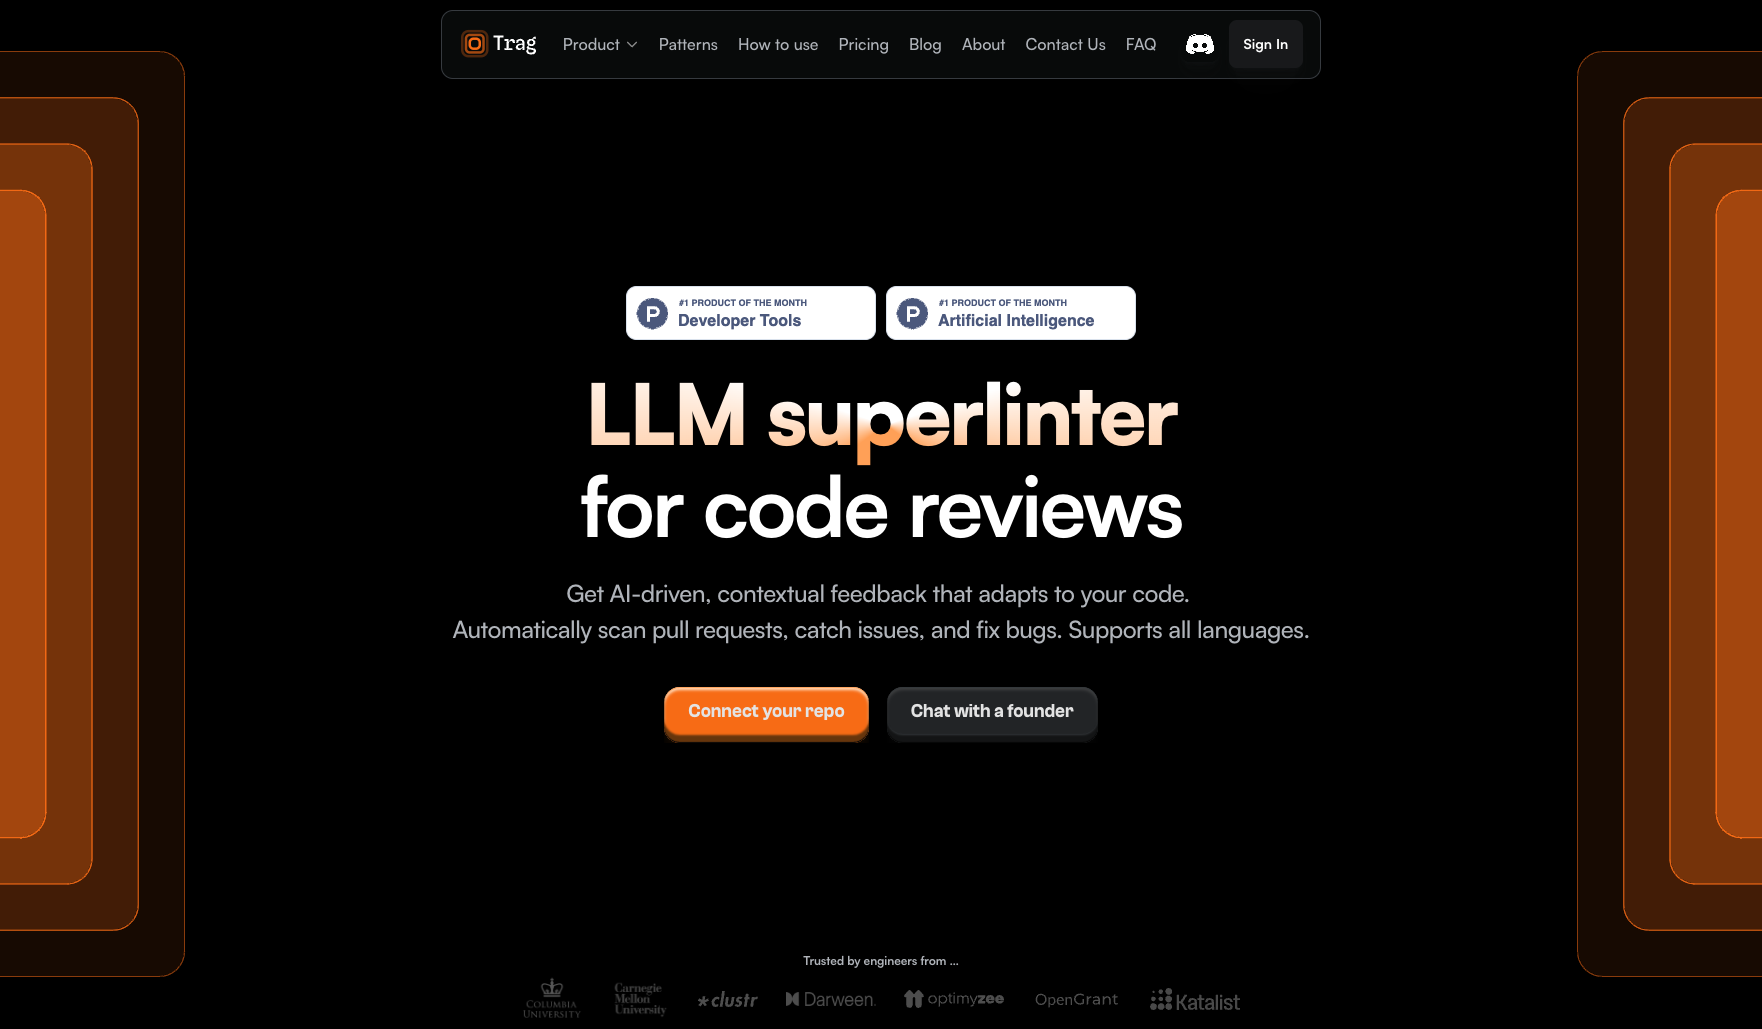 Trag
Product
Patterns
How to use
Pricing
Blog
About
Contact Us
FAQ
Sign In
P
#1 PRODUCT OF THE MONTH
Developer Tools
P
#1 PRODUCT OF THE MONTH
Artificial Intelligence
LLM superlinter
for code reviews
Get AI-driven, contextual feedback that adapts to your code.
Automatically scan pull requests, catch issues, and fix bugs. Supports all languages.
Connect your repo
Chat with a founder
Trusted by engineers from ...
COLUMBIA
UNIVERSITY
Carnegie
Mellon
University
*clustr
Darween.
optimyzee
OpenGrant
Katalist